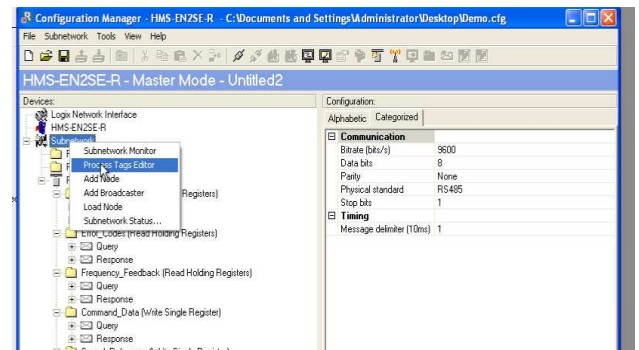 Configuration Manager - HMS-EN2SE-R - C:\Documents and Settings\Administrator\Desktop\Demo.cfg
File Subnetwork Tools View Help
HMS-EN2SE-R - Master Mode - Untitled2
Devices:
Logix Network Interface
HMS-EN2SE-R
Subnetwork
Subnetwork Monitor
Process Tags Editor
Add Node
Add Broadcaster
Load Node
Subnetwork Status...
Registers)
Error_Codes (Read Holding Registers)
Query
Response
Frequency_Feedback (Read Holding Registers)
Query
Response
Command_Data (Write Single Register)
Query
Response
Configuration:
Alphabetic Categorized
Communication
Bitrate (bits/s) 9600
Data bits 8
Parity None
Physical standard RS485
Stop bits 1
Timing
Message delimiter (10ms) 1